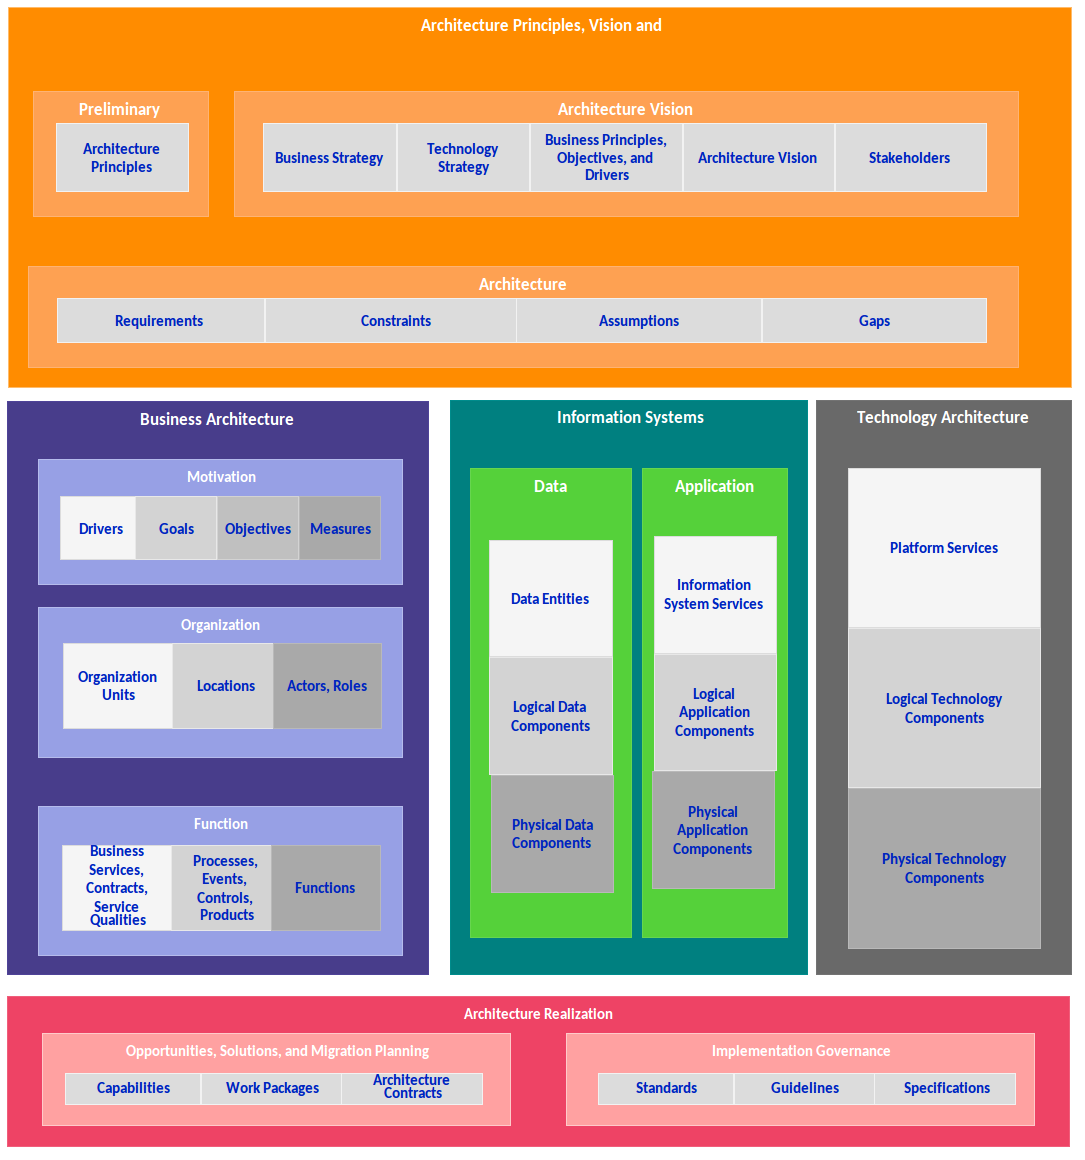 Architecture Principles, Vision and
Preliminary
Architecture
Principles
Architecture Vision
Business Strategy
Technology
Strategy
Business Principles,
Objectives, and
Drivers
Architecture Vision
Stakeholders
Architecture
Requirements
Constraints
Assumptions
Gaps
Business Architecture
Motivation
Drivers
Goals
Objectives
Measures
Organization
Organization
Units
Locations
Actors, Roles
Function
Business
Services,
Contracts,
Service
Qualities
Processes,
Events,
Controls,
Products
Functions
Information Systems
Data
Data Entities
Logical Data
Components
Physical Data
Components
Application
Information
System Services
Logical
Application
Components
Physical
Application
Components
Technology Architecture
Platform Services
Logical Technology
Components
Physical Technology
Components
Architecture Realization
Opportunities, Solutions, and Migration Planning
Capabilities
Work Packages
Architecture
Contracts
Implementation Governance
Standards
Guidelines
Specifications